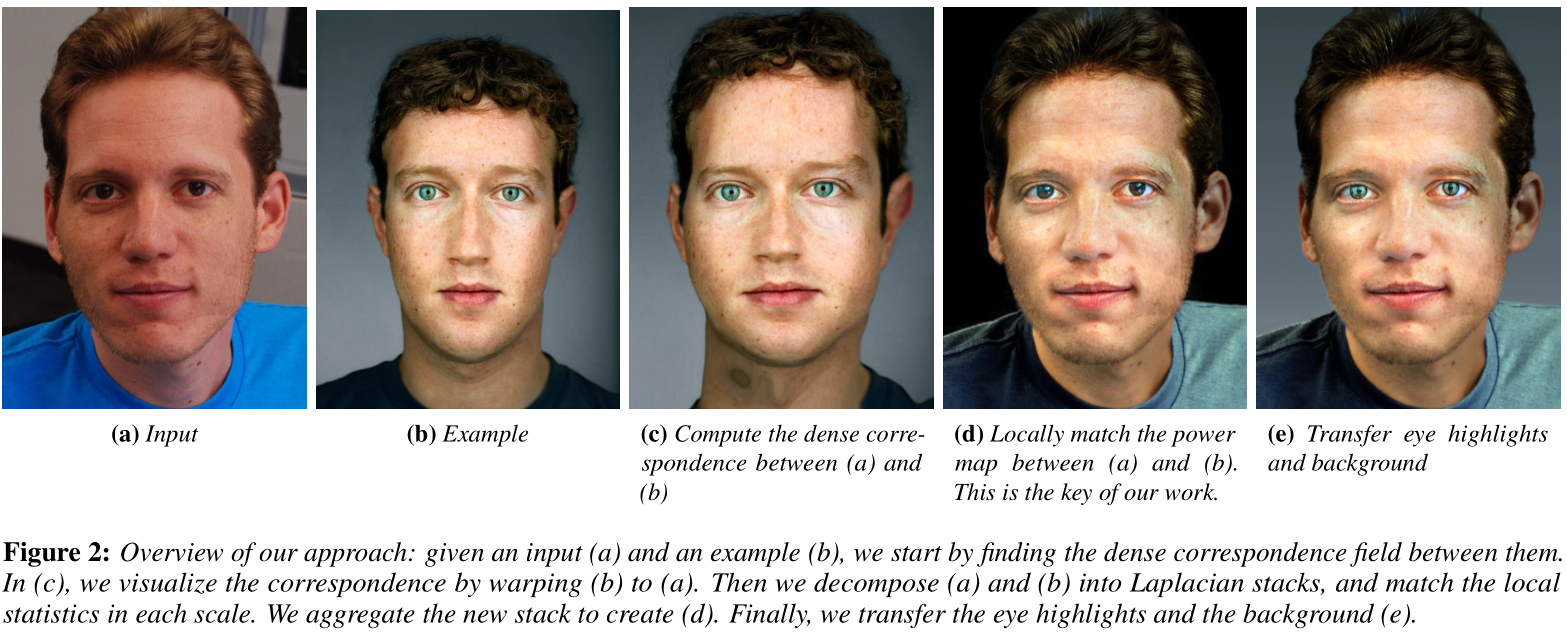 (a) Input
(b) Example
(c) Compute the dense corre-
spondence between (a) and
(b)
(d) Locally match the power
map between (a) and (b).
This is the key of our work.
(e) Transfer eye highlights
and background
Figure 2: Overview of our approach: given an input (a) and an example (b), we start by finding the dense correspondence field between them.
In (c), we visualize the correspondence by warping (b) to (a). Then we decompose (a) and (b) into Laplacian stacks, and match the local
statistics in each scale. We aggregate the new stack to create (d). Finally, we transfer the eye highlights and the background (e).